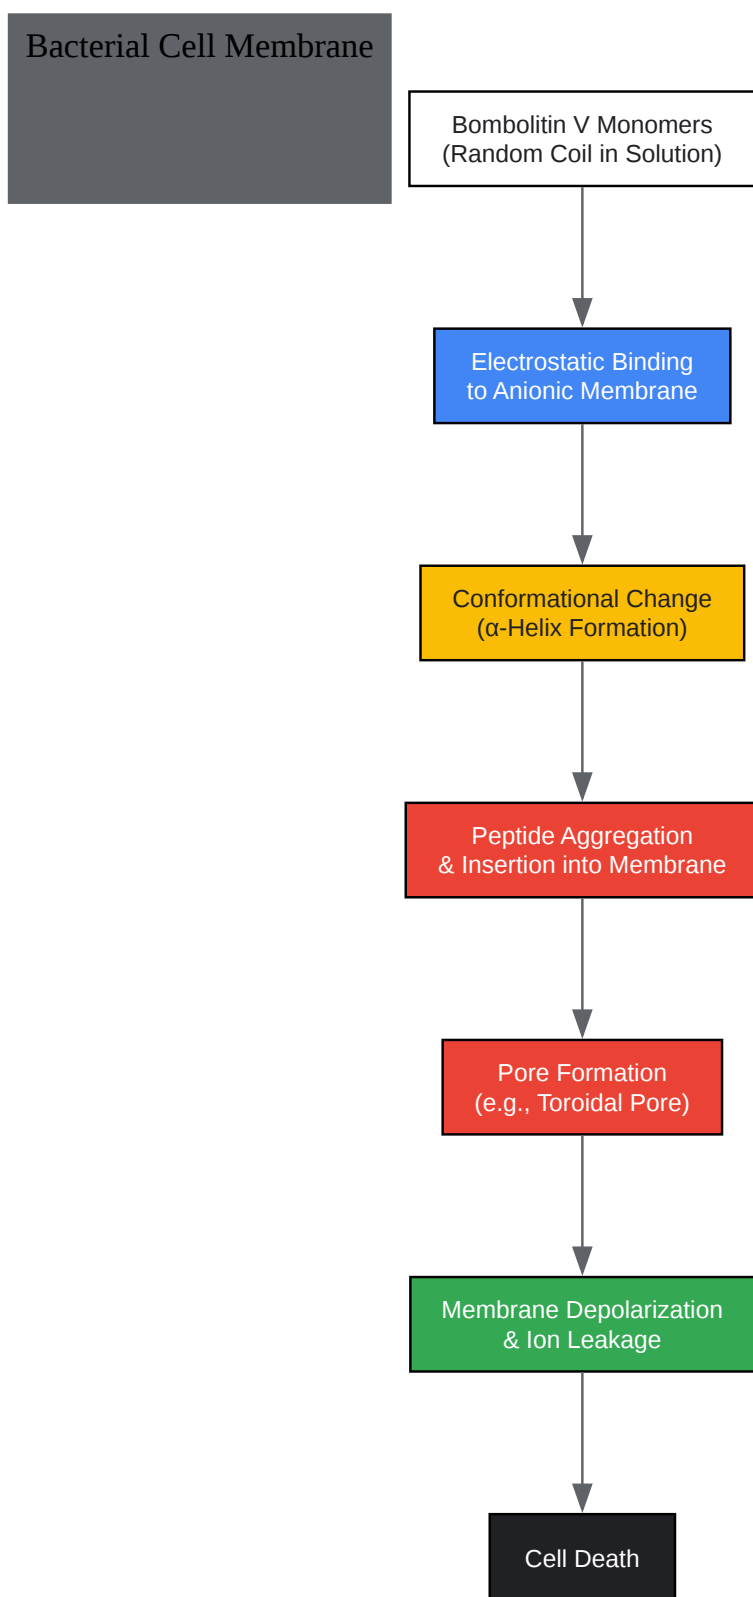 Bacterial Cell Membrane
Bombolitin V Monomers
(Random Coil in Solution)
Electrostatic Binding
to Anionic Membrane
Conformational Change
(α-Helix Formation)
Peptide Aggregation
& Insertion into Membrane
Pore Formation
(e.g., Toroidal Pore)
Membrane Depolarization
& Ion Leakage
Cell Death